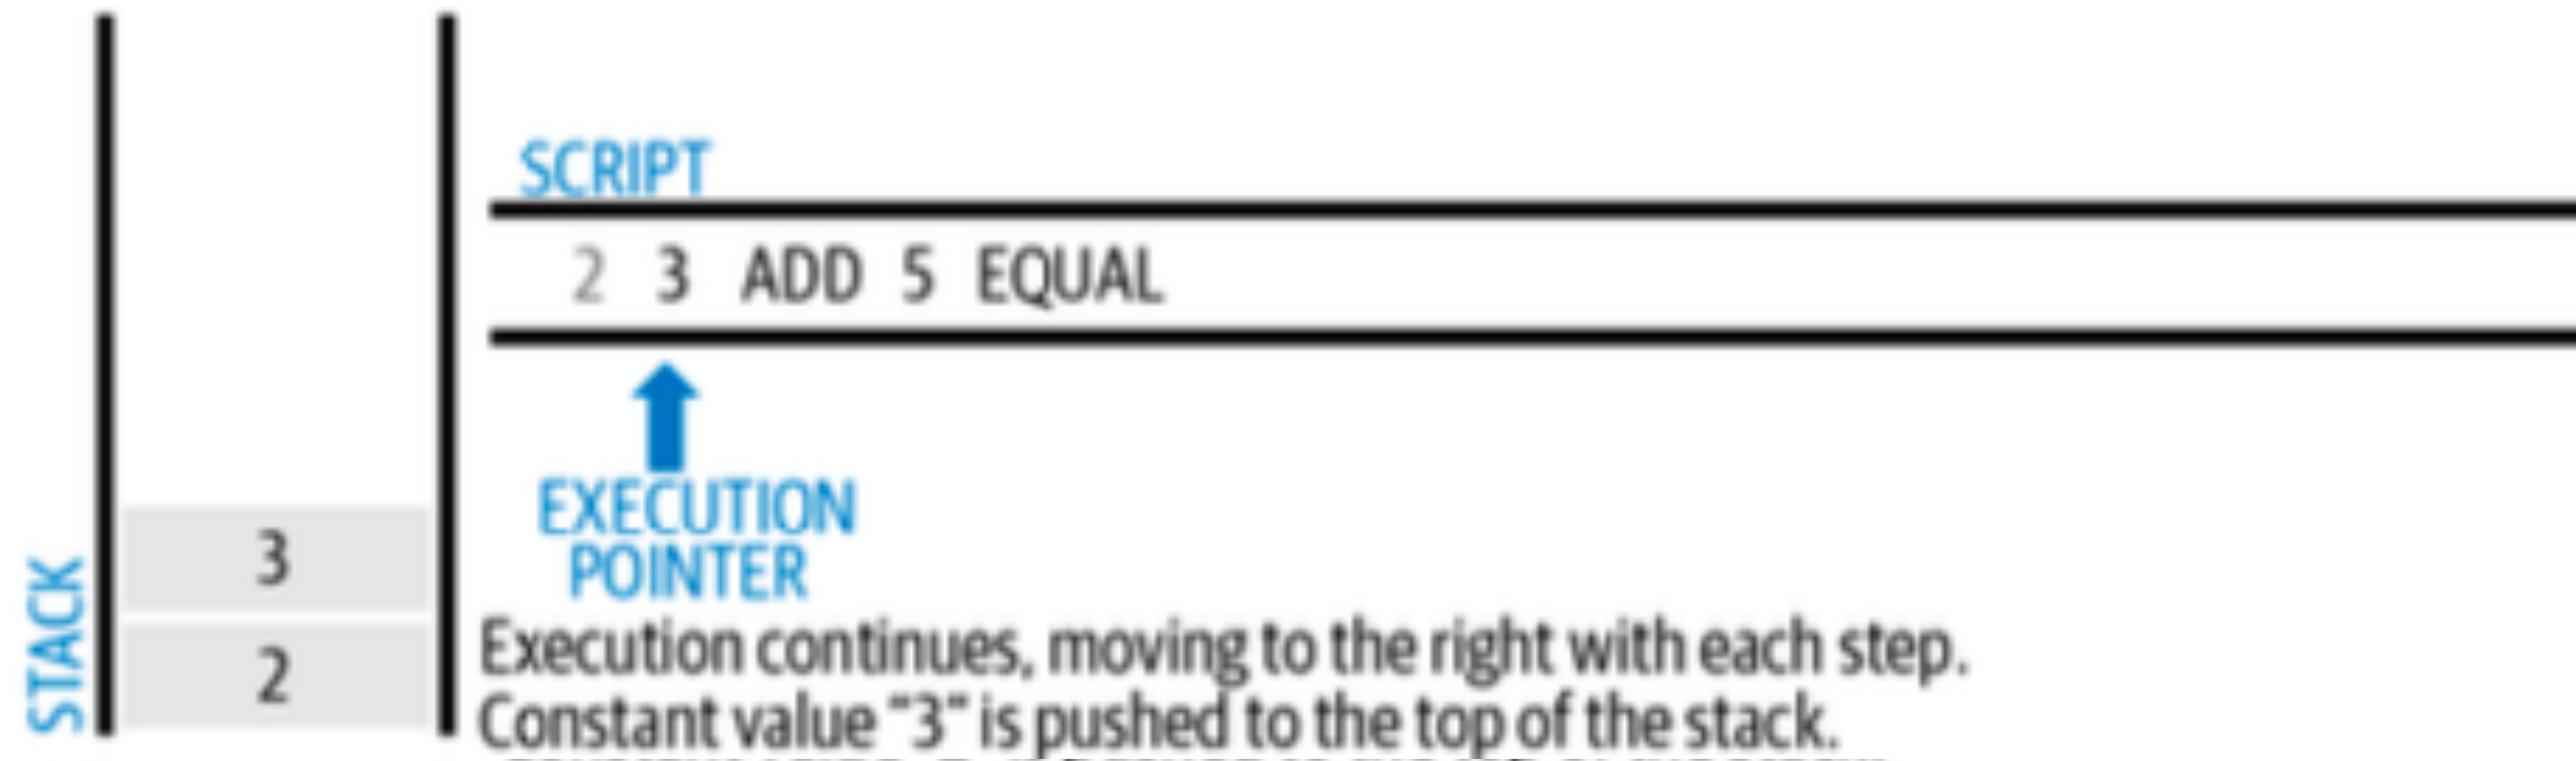 SCRIPT
2 3 ADD 5 EQUAL
EXECUTION
POINTER
STACK
3
2
Execution continues, moving to the right with each step.
Constant value “3” is pushed to the top of the stack.